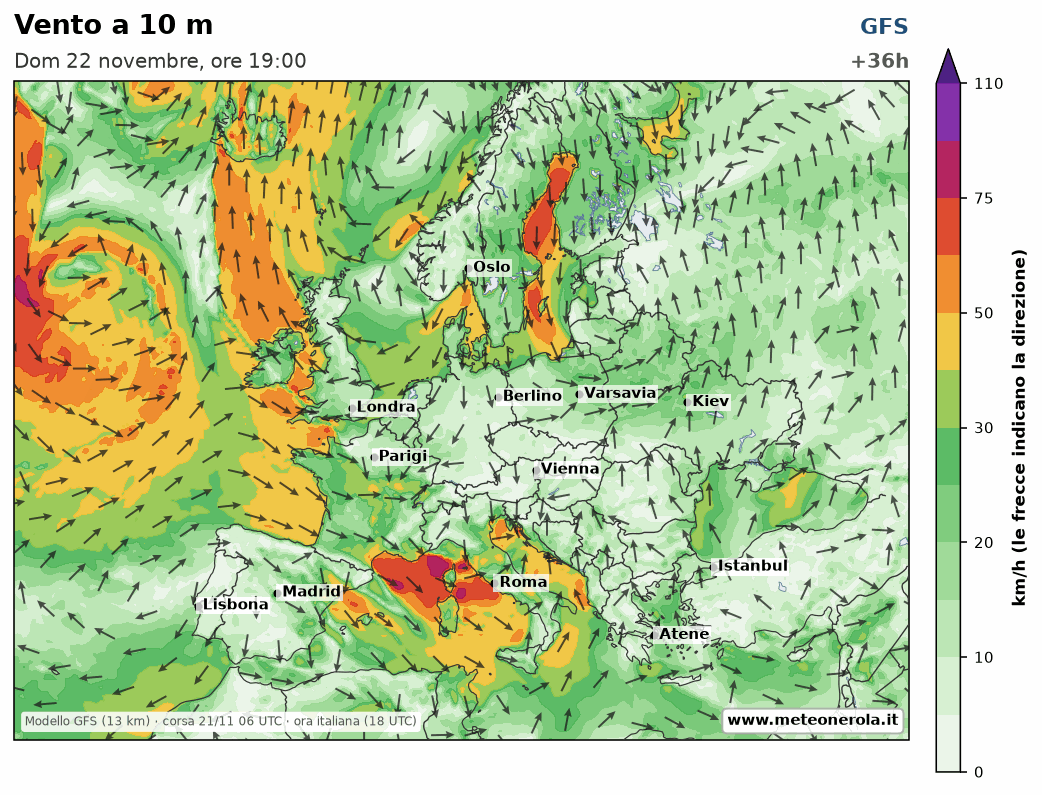 Vento a 10 m
GFS
Dom 22 novembre, ore 19:00
+36h
110
75
50
30
20
10
0
km/h (le frecce indicano la direzione)
Oslo
Londra
Berlino
Varsavia
Kiev
Parigi
Vienna
Istanbul
Madrid
Roma
Lisbona
Atene
Modello GFS (13 km) · corsa 21/11 06 UTC · ora italiana (18 UTC)
www.meteonerola.it